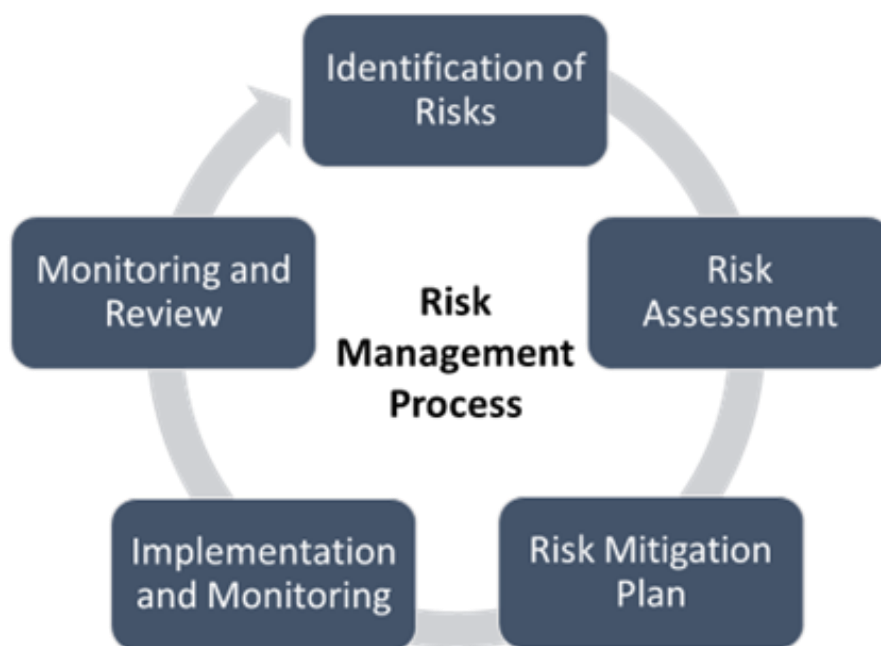 Identification of
Risks
Risk
Assessment
Risk Mitigation
Plan
Implementation
and Monitoring
Monitoring and
Review
Risk
Management
Process